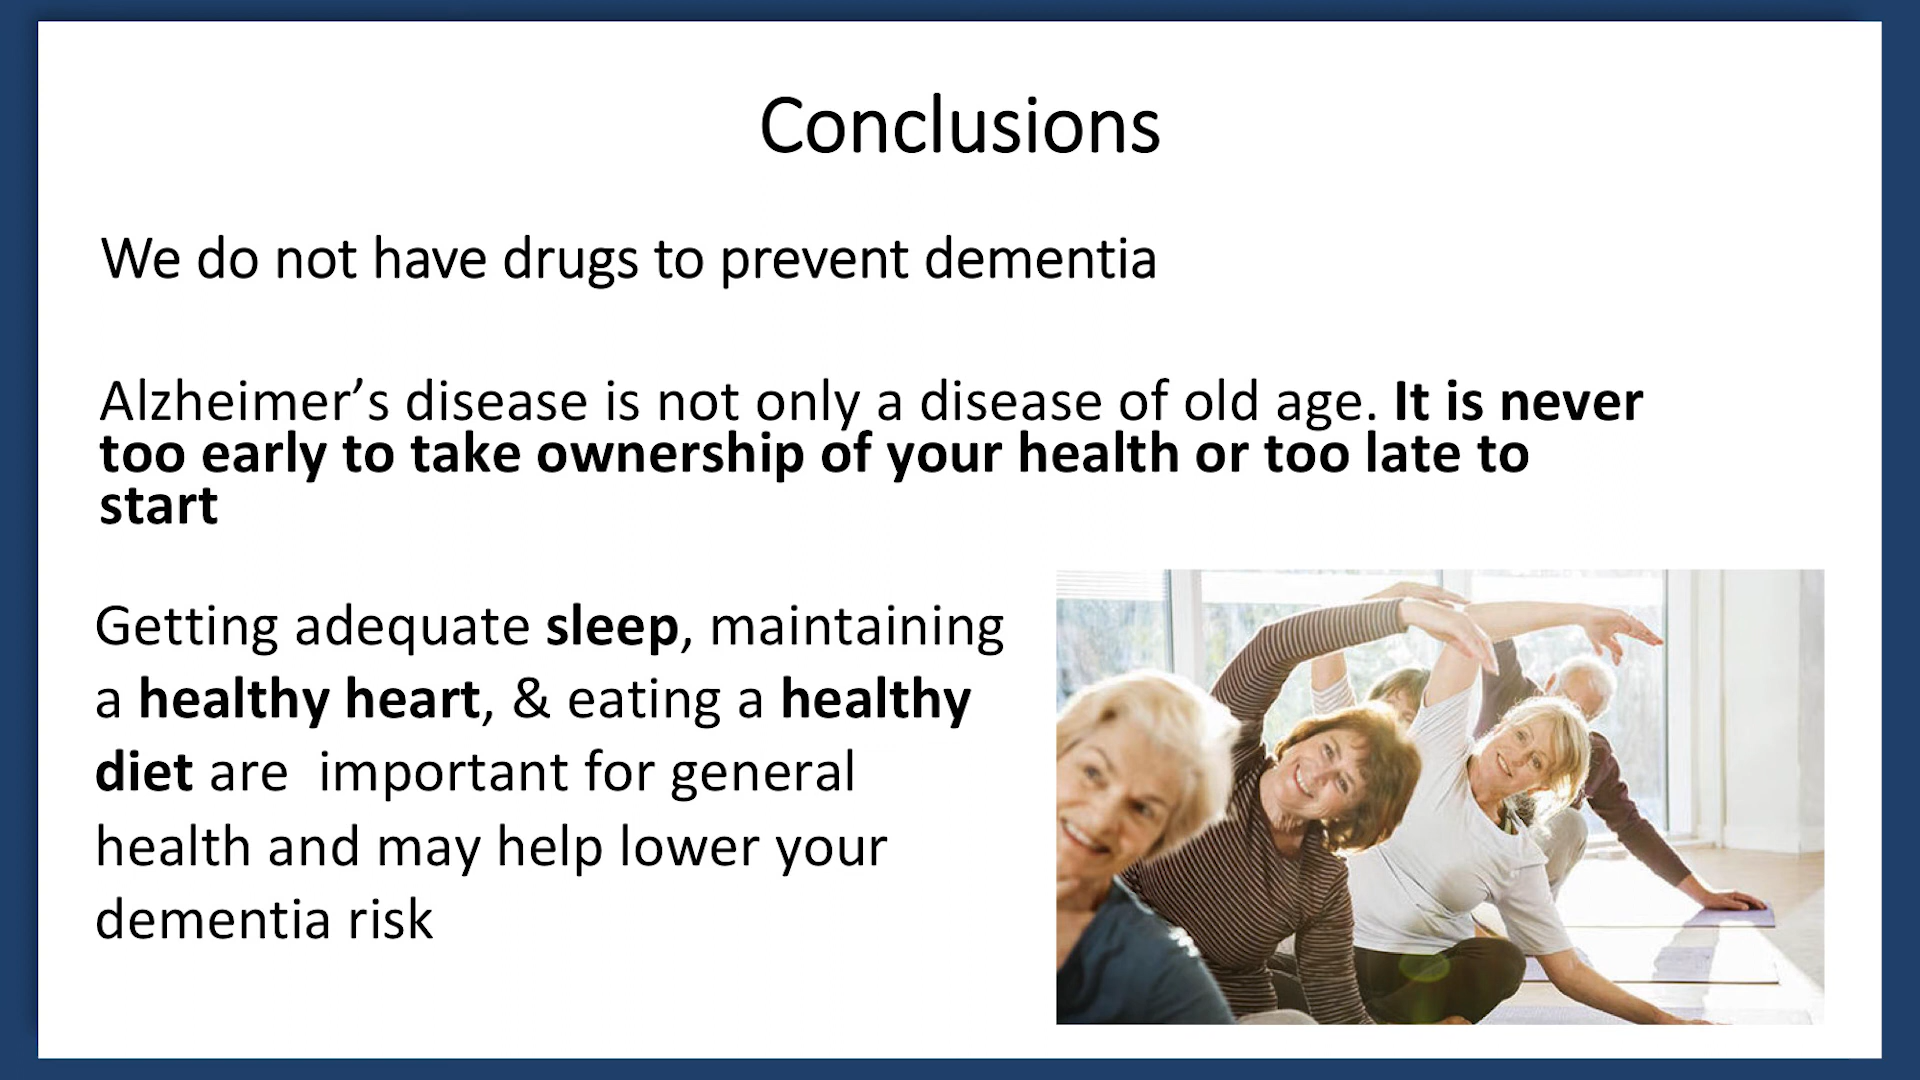 Conclusions
We do not have drugs to prevent dementia
Alzheimer’s disease is not only a disease of old age. It is never
too early to take ownership of your health or too late to
start
Getting adequate sleep, maintaining
a healthy heart, & eating a healthy
diet are  important for general
health and may help lower your
dementia risk